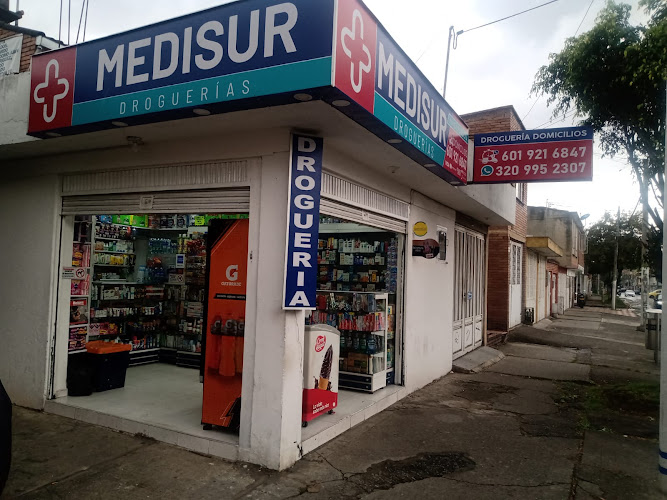 MEDISUR
DROGUERÍAS
MEDISUR
DROGUERÍAS
DROGUERÍA DOMICILIOS
601 921 6847
320 995 2307
DROGUERIA
G